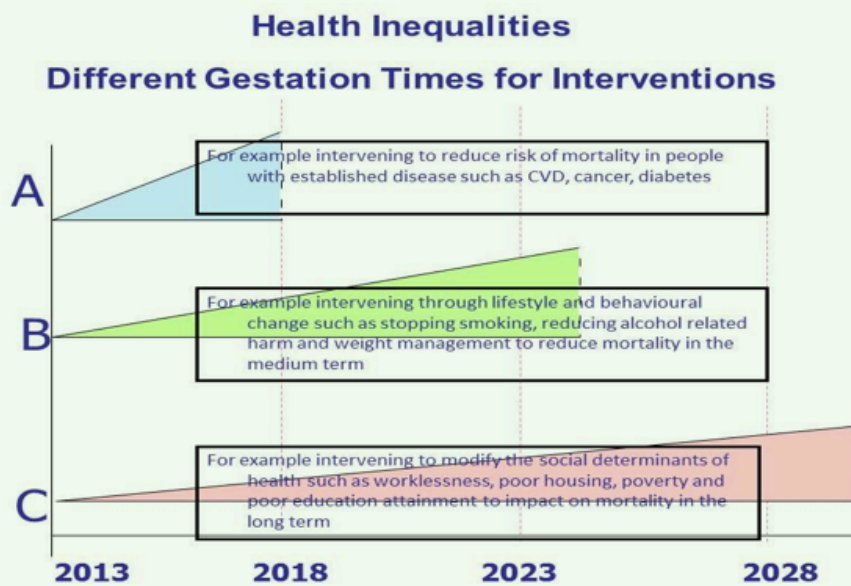 Health Inequalities
Different Gestation Times for Interventions
A
For example intervening to reduce risk of mortality in people
with established disease such as CVD, cancer, diabetes
B
For example intervening through lifestyle and behavioural
change such as stopping smoking, reducing alcohol related
harm and weight management to reduce mortality in the
medium term
C
For example intervening to modify the social determinants of
health such as worklessness, poor housing, poverty and
poor education attainment to impact on mortality in the
long term
2013 2018 2023 2028